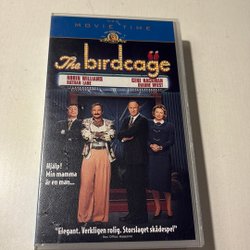 MOVIE TIME
The birdcage
ROBIN WILLIAMS
NATHAN LANE
GENE HACKMAN
DIANNE WIEST
Hjälp!
Min mamma
är en man...
"Elegant. Verkligen rolig. Storslaget skådespel"